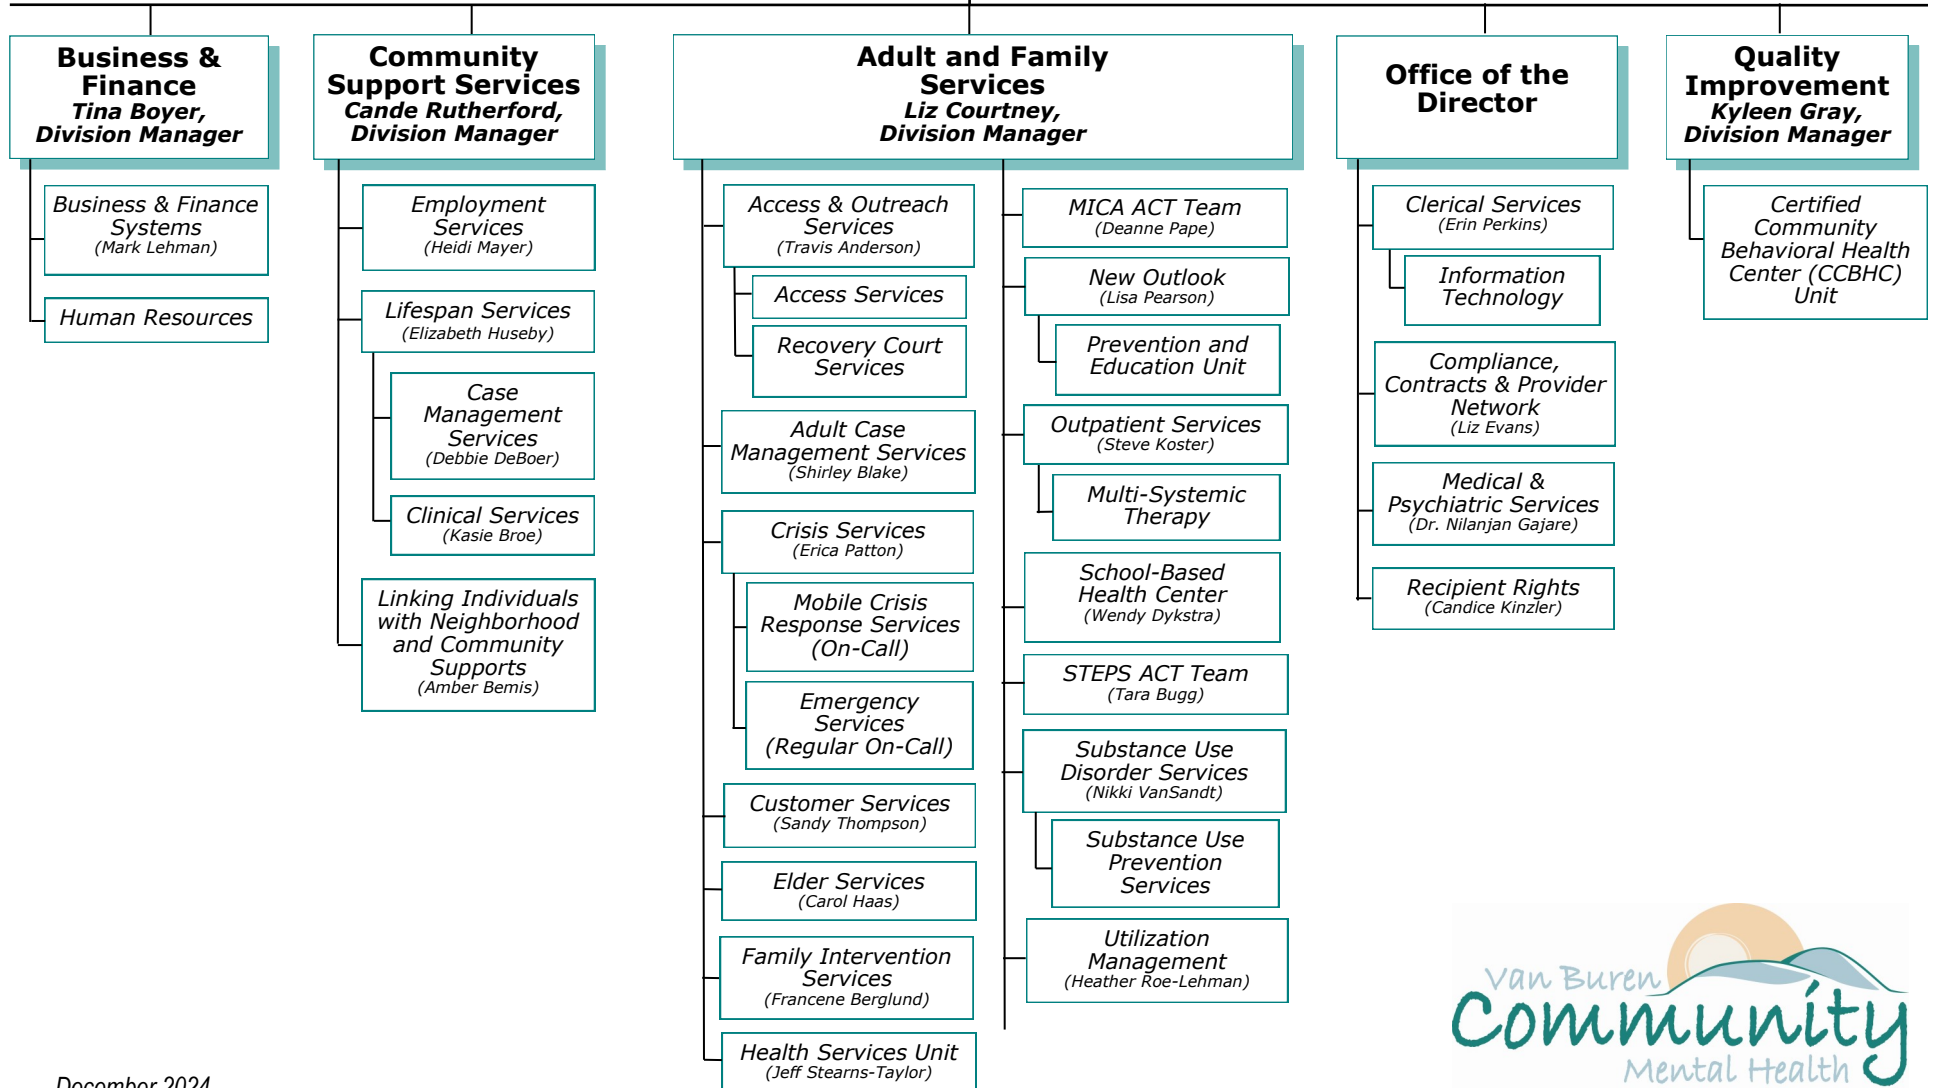 Business &
Finance
Tina Boyer,
Division Manager
Business & Finance
Systems
(Mark Lehman)
Human Resources
Community
Support Services
Cande Rutherford,
Division Manager
Employment
Services
(Heidi Mayer)
Lifespan Services
(Elizabeth Huseby)
Case
Management
Services
(Debbie DeBoer)
Clinical Services
(Kasie Broe)
Linking Individuals
with Neighborhood
and Community
Supports
(Amber Bemis)
Adult and Family
Services
Liz Courtney,
Division Manager
Access & Outreach
Services
(Travis Anderson)
Access Services
Recovery Court
Services
Adult Case
Management Services
(Shirley Blake)
Crisis Services
(Erica Patton)
Mobile Crisis
Response Services
(On-Call)
Emergency
Services
(Regular On-Call)
Customer Services
(Sandy Thompson)
Elder Services
(Carol Haas)
Family Intervention
Services
(Francene Berglund)
Health Services Unit
(Jeff Stearns-Taylor)
MICA ACT Team
(Deanne Pape)
New Outlook
(Lisa Pearson)
Prevention and
Education Unit
Outpatient Services
(Steve Koster)
Multi-Systemic
Therapy
School-Based
Health Center
(Wendy Dykstra)
STEPS ACT Team
(Tara Bugg)
Substance Use
Disorder Services
(Nikki VanSandt)
Substance Use
Prevention
Services
Utilization
Management
(Heather Roe-Lehman)
Office of the
Director
Clerical Services
(Erin Perkins)
Information
Technology
Compliance,
Contracts & Provider
Network
(Liz Evans)
Medical &
Psychiatric Services
(Dr. Nilanjan Gajare)
Recipient Rights
(Candice Kinzler)
Quality
Improvement
Kyleen Gray,
Division Manager
Certified
Community
Behavioral Health
Center (CCBHC)
Unit
December 2024
Van Buren
Community
Mental Health